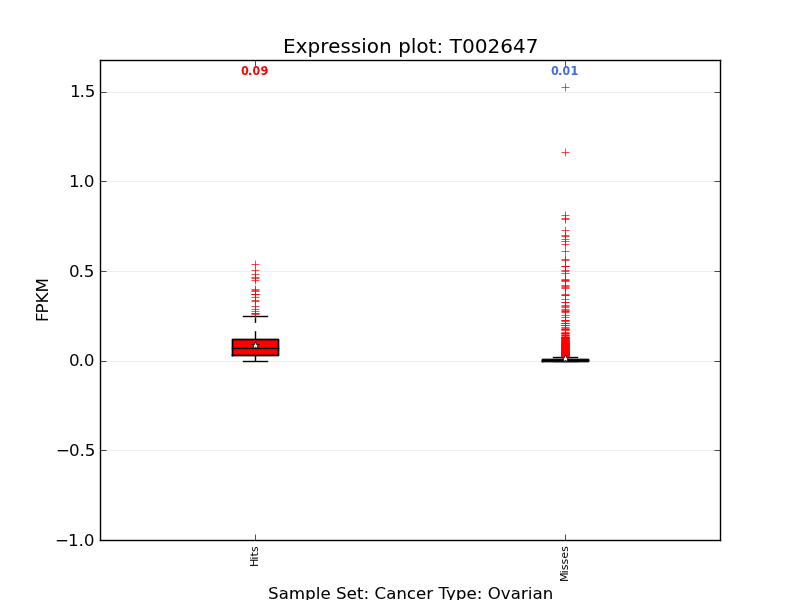 Expression plot: T002647
0.09
0.01
1.5
1.0
0.5
0.0
−0.5
−1.0
FPKM
Hits
Misses
Sample Set: Cancer Type: Ovarian